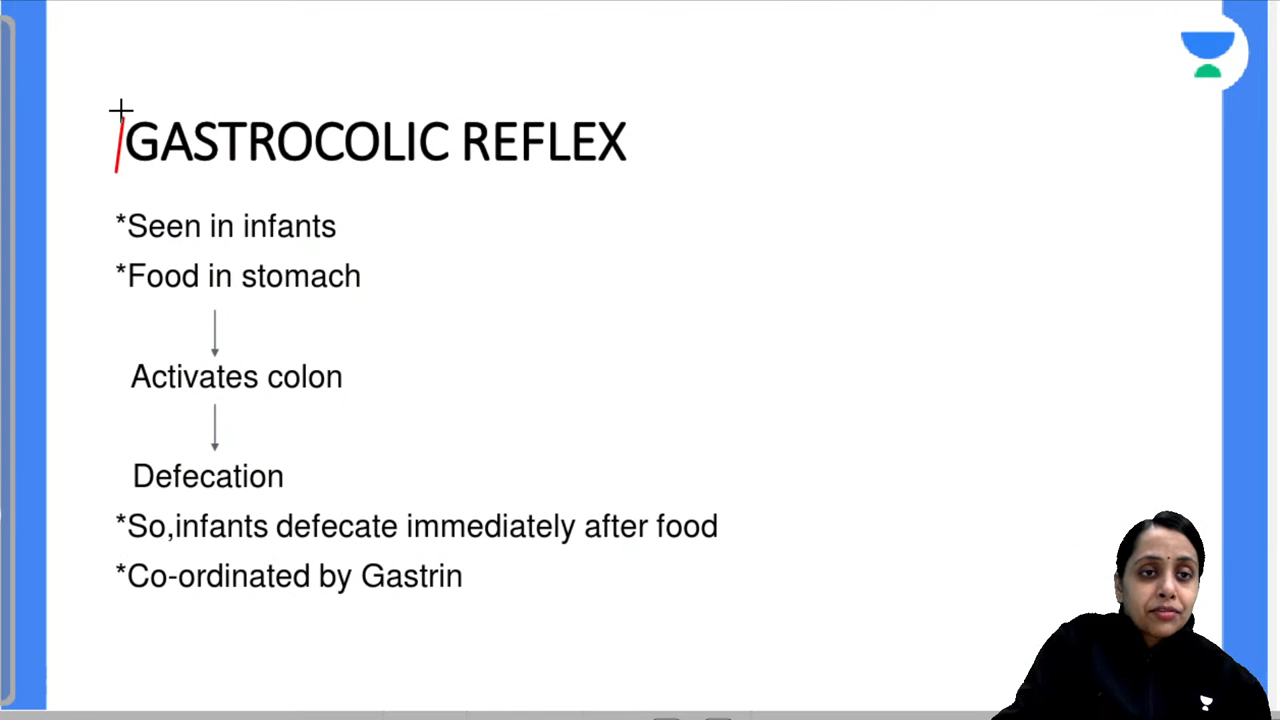 GASTROCOLIC REFLEX
*Seen in infants
*Food in stomach
Activates colon
Defecation
*So,infants defecate immediately after food
*Co-ordinated by Gastrin